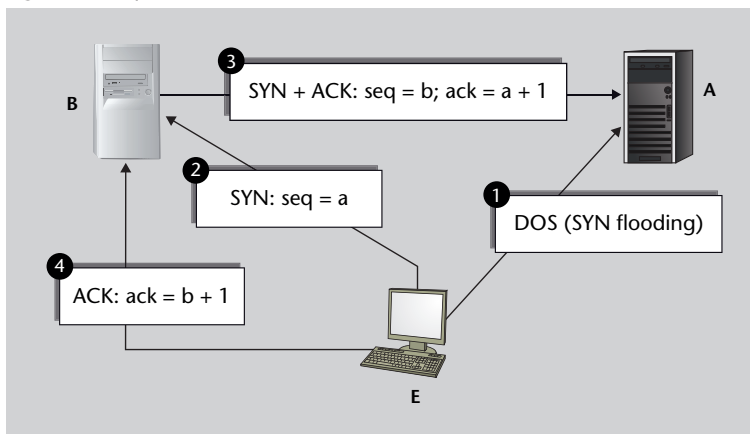 3
SYN + ACK: seq = b; ack = a + 1
B
A
2
SYN: seq = a
1
DOS (SYN flooding)
4
ACK: ack = b + 1
E